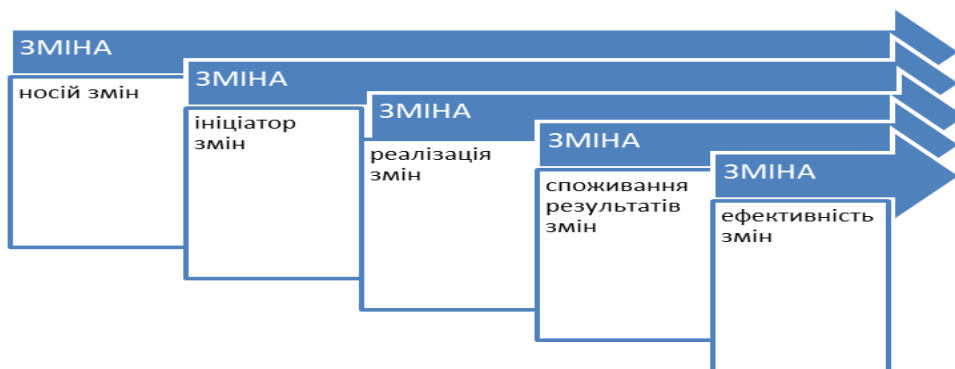 ЗМІНА
носій змін
ЗМІНА
ініціатор
змін
ЗМІНА
реалізація
змін
ЗМІНА
споживання
результатів
змін
ЗМІНА
ефективність
змін